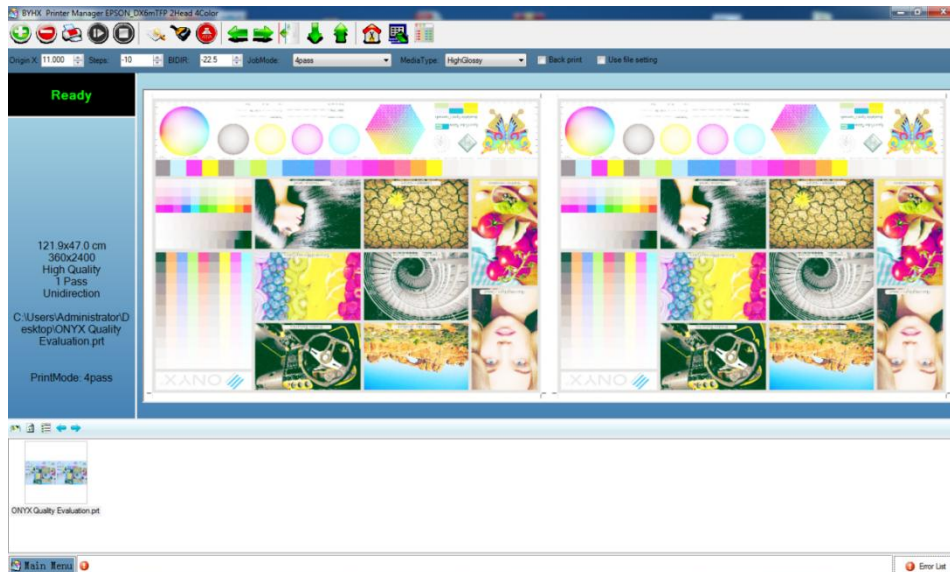 BYHX Printer Manager EPSON_DX6mTFP 2Head 4Color
Origin X: 11.000 Steps: -10 BIDIR: -22.5 JobMode: 4pass MediaType: HighGlossy Back print Use file setting
Ready
121.9x47.0 cm
360x2400
High Quality
1 Pass
Unidirection
C:\Users\Administrator\D
esktop\ONYX Quality
Evaluation.prt
PrintMode: 4pass
ONYX ONYX
ONYX Quality Evaluation.prt
Main Menu Error List